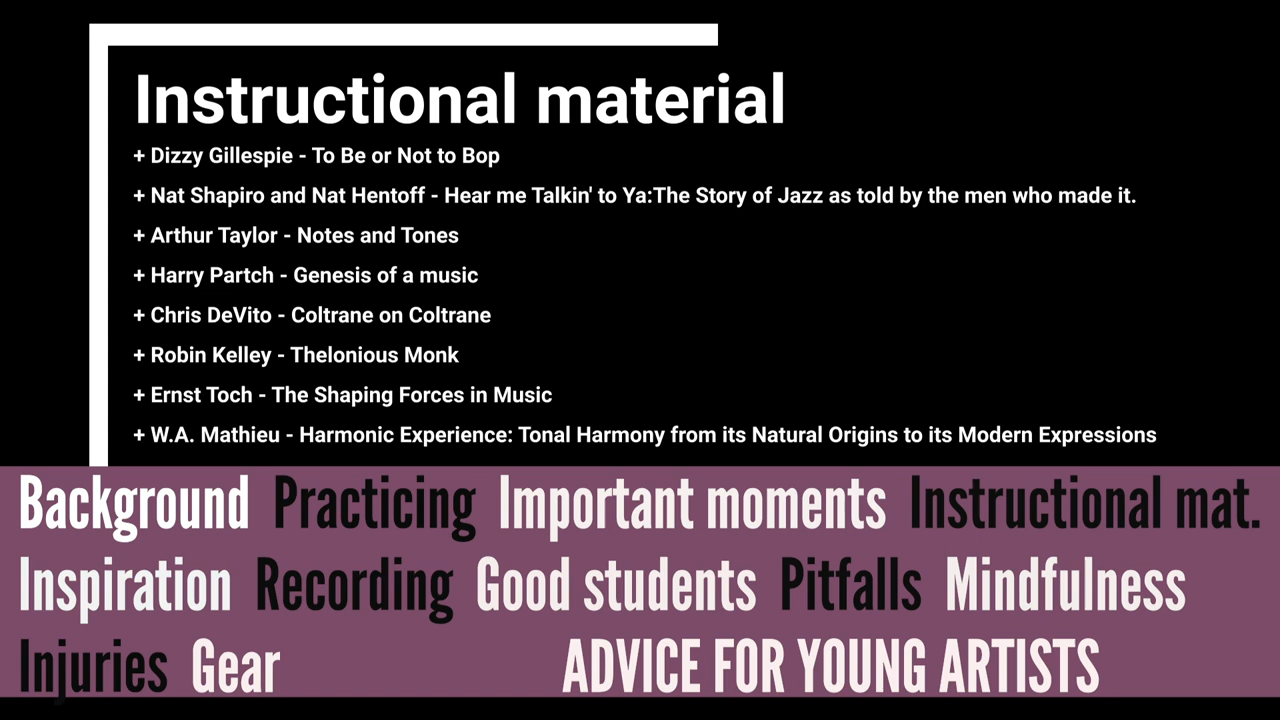 Instructional material
+ Dizzy Gillespie - To Be or Not to Bop
+ Nat Shapiro and Nat Hentoff - Hear me Talkin' to Ya:The Story of Jazz as told by the men who made it.
+ Arthur Taylor - Notes and Tones
+ Harry Partch - Genesis of a music
+ Chris DeVito - Coltrane on Coltrane
+ Robin Kelley - Thelonious Monk
+ Ernst Toch - The Shaping Forces in Music
+ W.A. Mathieu - Harmonic Experience: Tonal Harmony from its Natural Origins to its Modern Expressions
Background Practicing Important moments Instructional mat.
Inspiration Recording Good students Pitfalls Mindfulness
Injuries Gear ADVICE FOR YOUNG ARTISTS